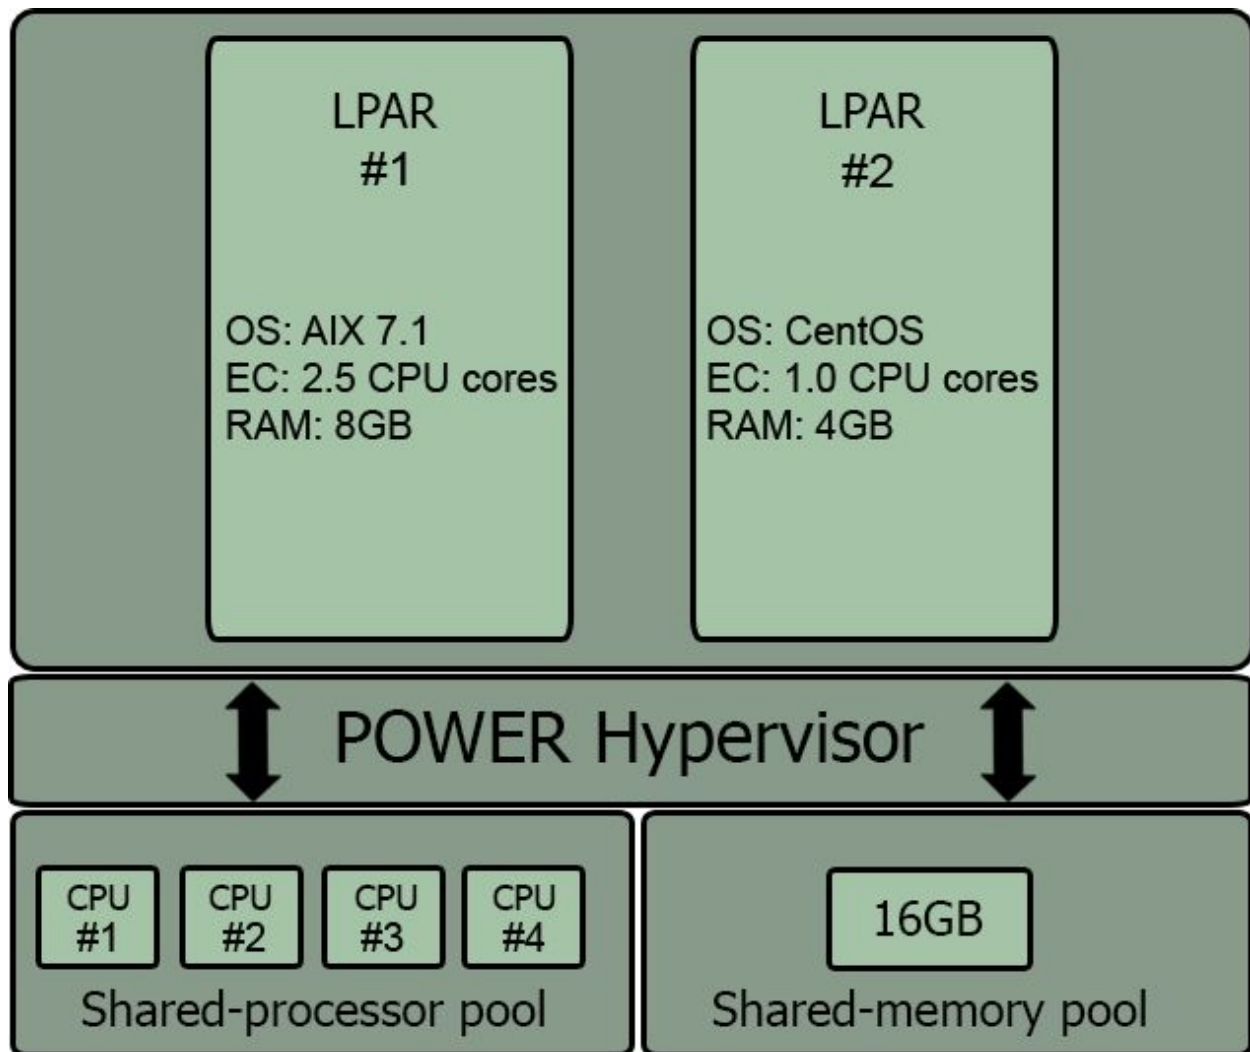 LPAR
#1
OS: AIX 7.1
EC: 2.5 CPU cores
RAM: 8GB
LPAR
#2
OS: CentOS
EC: 1.0 CPU cores
RAM: 4GB
POWER Hypervisor
CPU
#1
CPU
#2
CPU
#3
CPU
#4
Shared-processor pool
16GB
Shared-memory pool